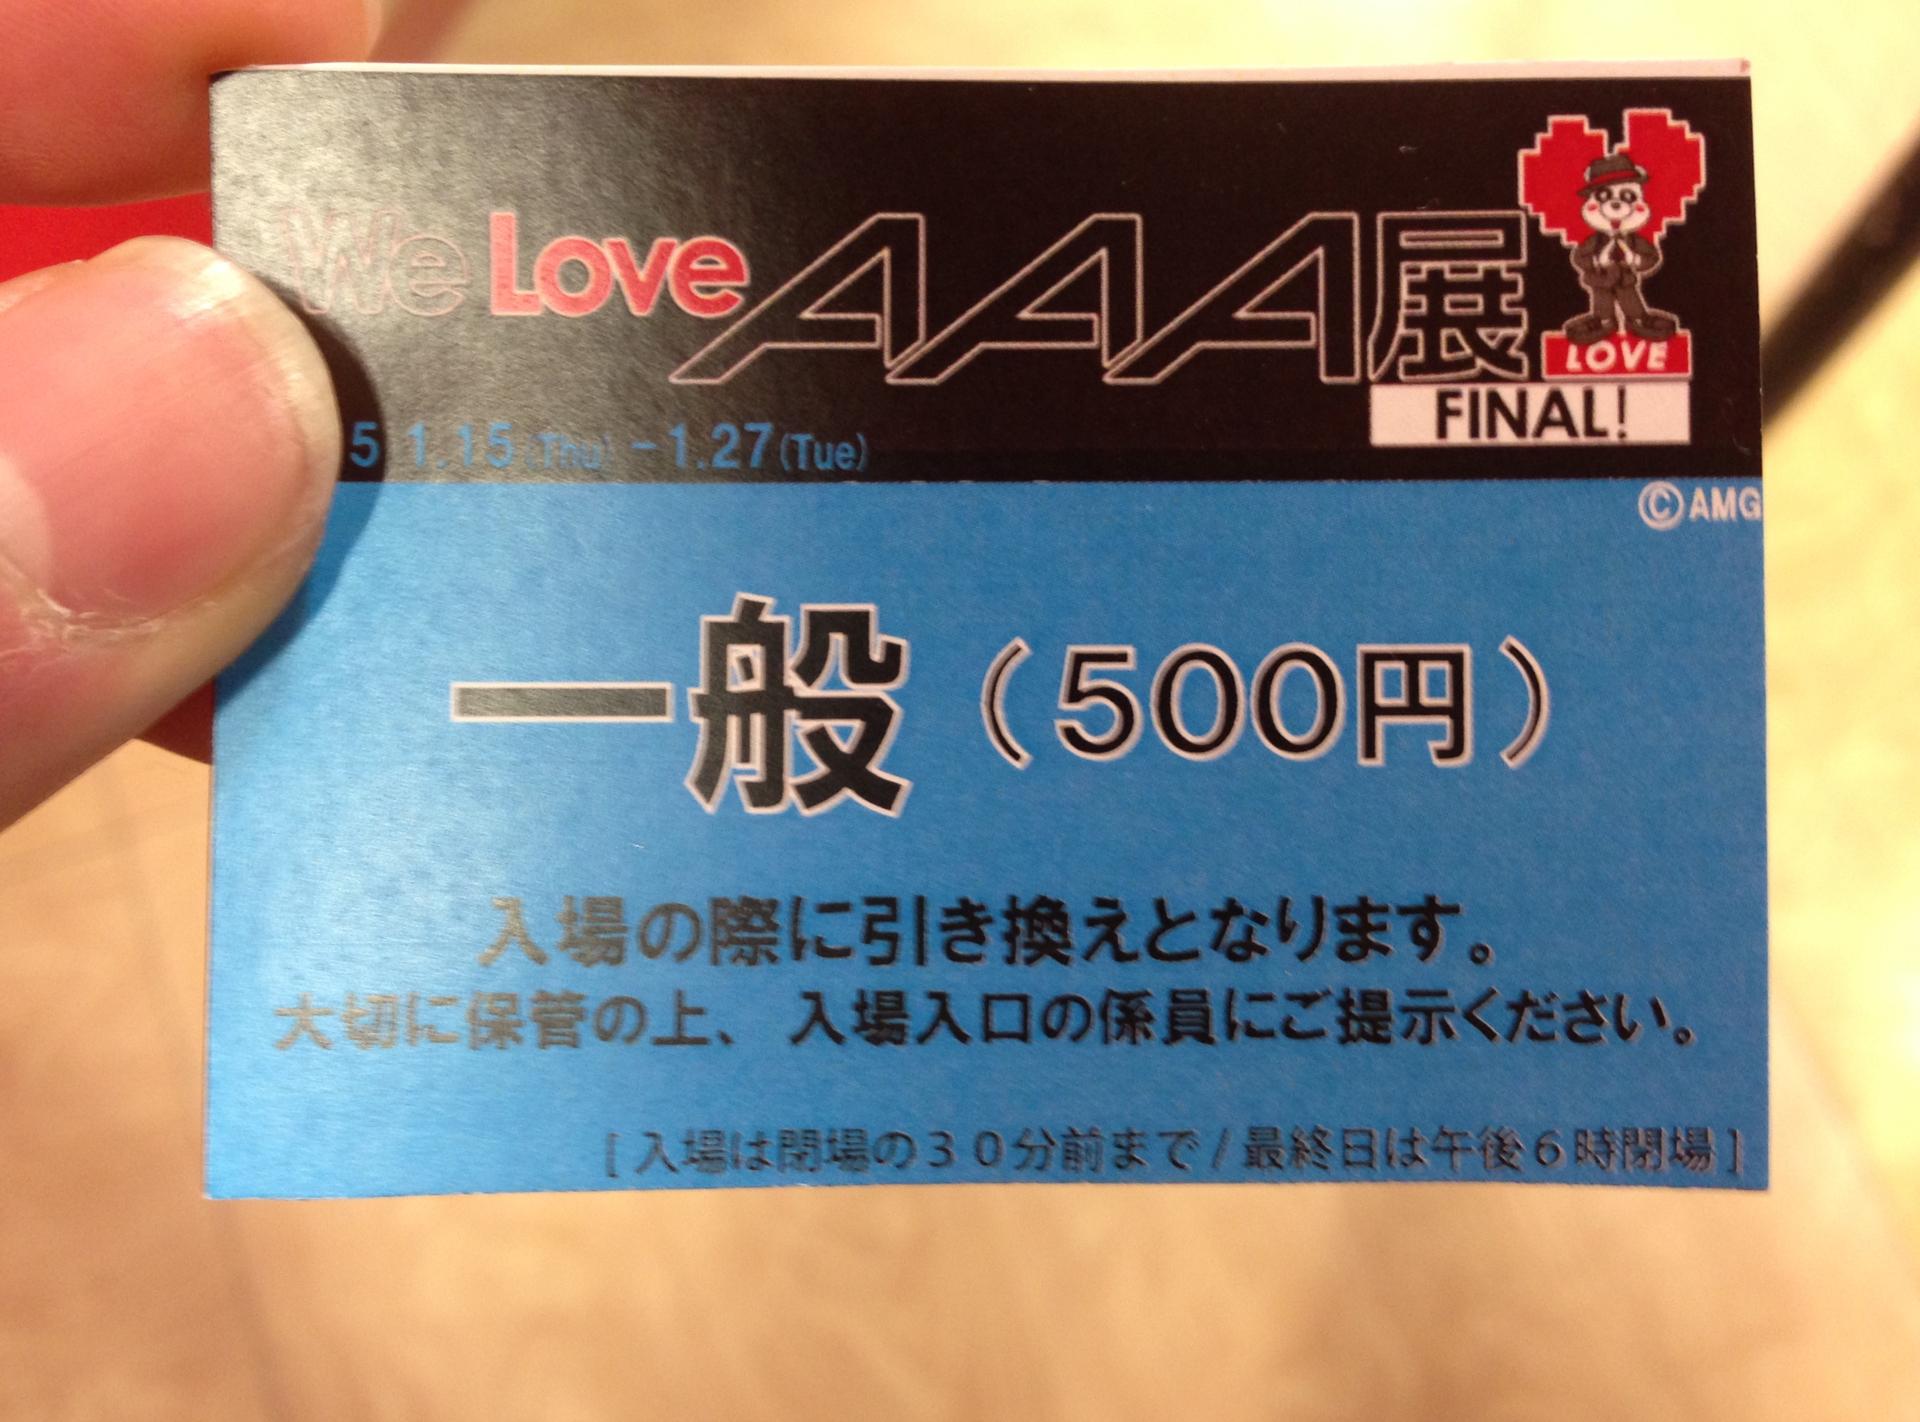 We Love AAA展
LOVE
FINAL!
5 1.15(Thu) -1.27(Tue)
©AMG
一般（500円）
入場の際に引き換えとなります。
大切に保管の上、入場入口の係員にご提示ください。
[ 入場は閉場の３０分前まで / 最終日は午後６時閉場 ]